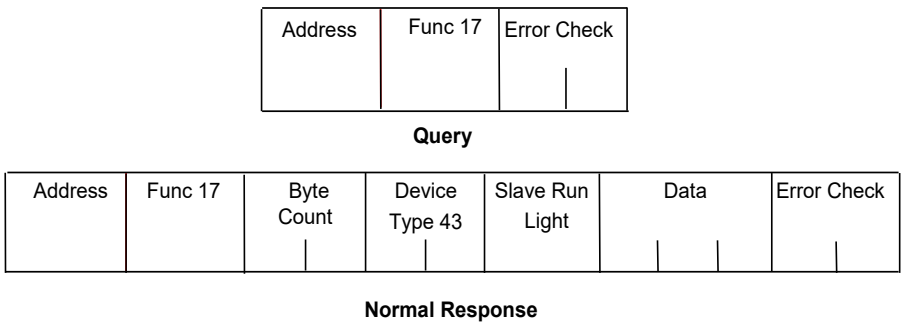 Address Func 17 Error Check
Query
Address Func 17 Byte Count Device Type 43 Slave Run Light Data Error Check
Normal Response